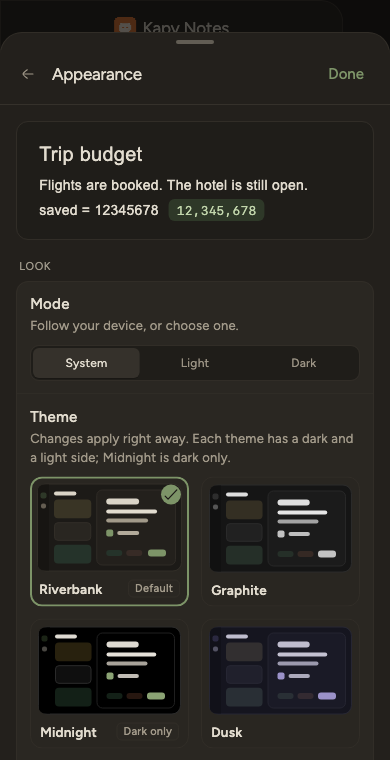 Kapy Notes
Appearance
Done
Trip budget
Flights are booked. The hotel is still open.
saved = 12345678 12,345,678
LOOK
Mode
Follow your device, or choose one.
System Light Dark
Theme
Changes apply right away. Each theme has a dark and
a light side; Midnight is dark only.
Riverbank Default
Graphite
Midnight Dark only
Dusk